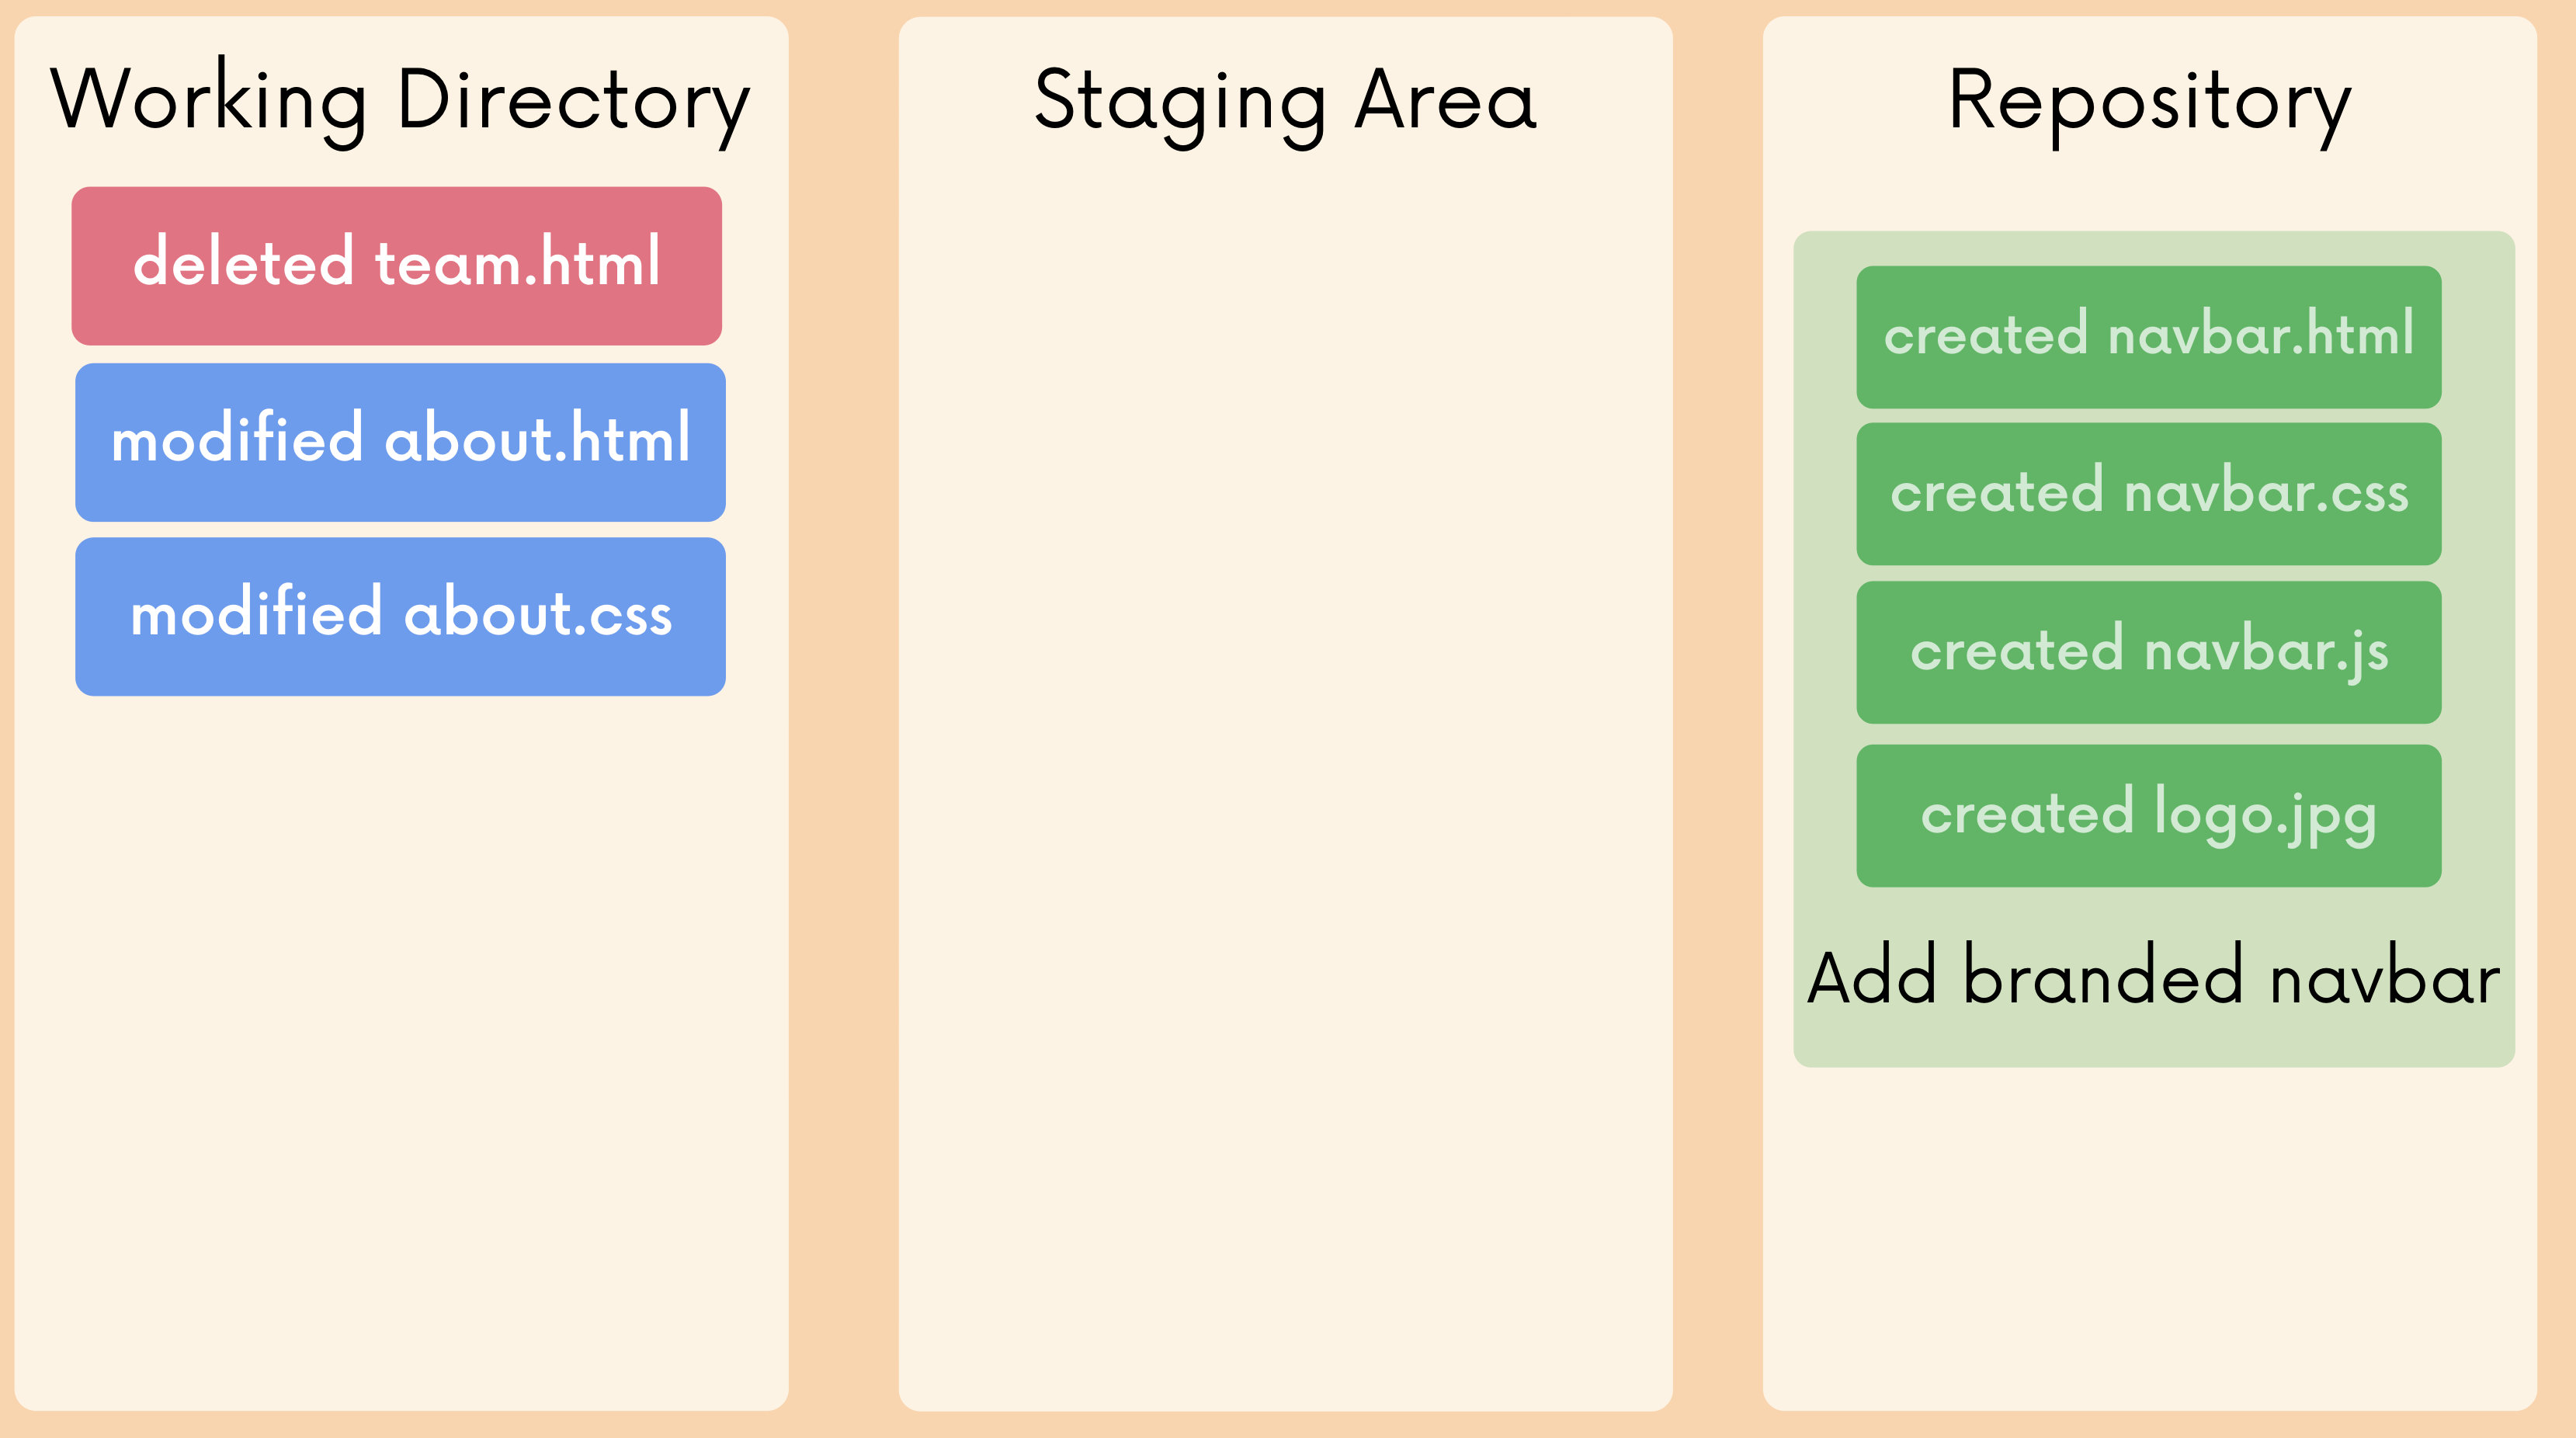 Working Directory
deleted team.html
modified about.html
modified about.css
Staging Area
Repository
created navbar.html
created navbar.css
created navbar.js
created logo.jpg
Add branded navbar